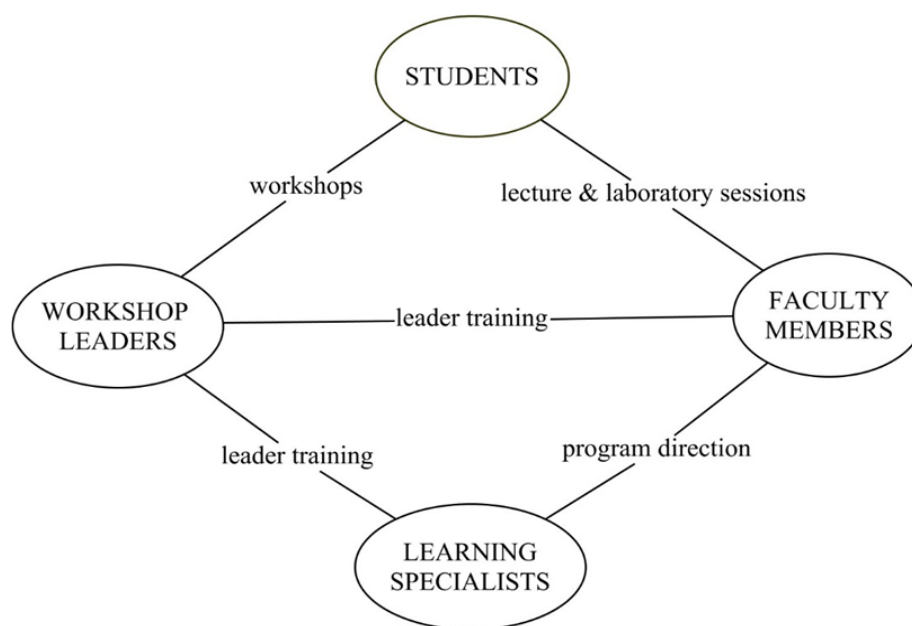 STUDENTS
workshops
lecture & laboratory sessions
WORKSHOP
LEADERS
leader training
FACULTY
MEMBERS
leader training
program direction
LEARNING
SPECIALISTS